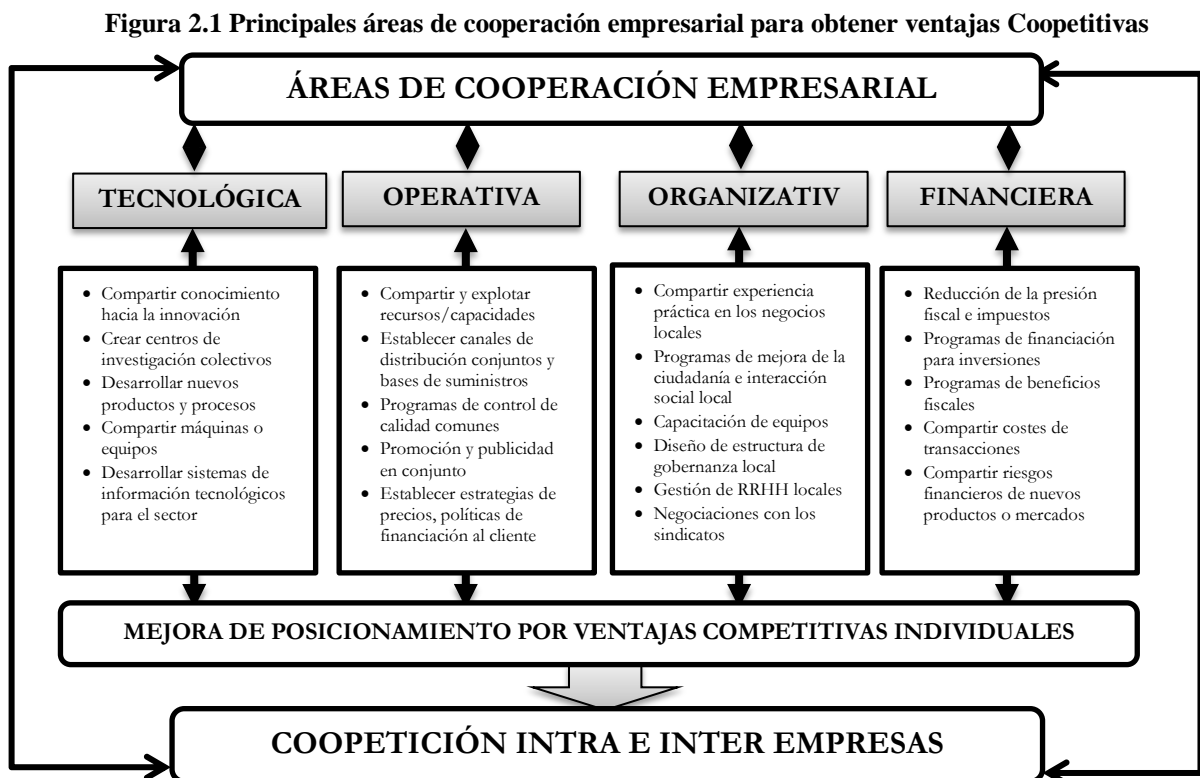 Figura 2.1 Principales áreas de cooperación empresarial para obtener ventajas Coopetitivas
ÁREAS DE COOPERACIÓN EMPRESARIAL
TECNOLÓGICA
OPERATIVA
ORGANIZATIV
FINANCIERA
• Compartir conocimiento
hacia la innovación
• Crear centros de
investigación colectivos
• Desarrollar nuevos
productos y procesos
• Compartir máquinas o
equipos
• Desarrollar sistemas de
información tecnológicos
para el sector
• Compartir y explotar
recursos/capacidades
• Establecer canales de
distribución conjuntos y
bases de suministros
• Programas de control de
calidad comunes
• Promoción y publicidad
en conjunto
• Establecer estrategias de
precios, políticas de
financiación al cliente
• Compartir experiencia
práctica en los negocios
locales
• Programas de mejora de la
ciudadanía e interacción
social local
• Capacitación de equipos
• Diseño de estructura de
gobernanza local
• Gestión de RRHH locales
• Negociaciones con los
sindicatos
• Reducción de la presión
fiscal e impuestos
• Programas de financiación
para inversiones
• Programas de beneficios
fiscales
• Compartir costes de
transacciones
• Compartir riesgos
financieros de nuevos
productos o mercados
MEJORA DE POSICIONAMIENTO POR VENTAJAS COMPETITIVAS INDIVIDUALES
COOPETICIÓN INTRA E INTER EMPRESAS